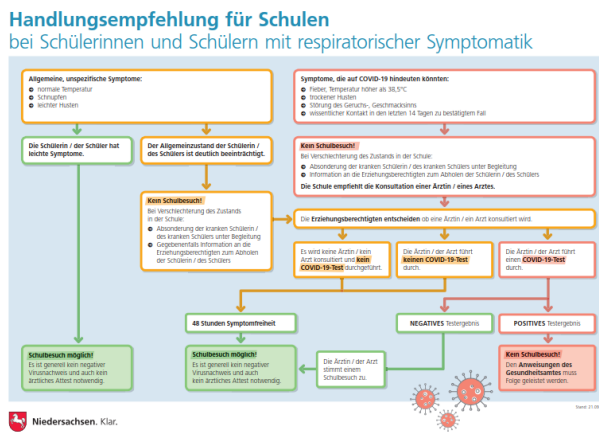 Handlungsempfehlung für Schulen
bei Schülerinnen und Schülern mit respiratorischer Symptomatik
Allgemeine, unspezifische Symptome:
normale Temperatur
Schnupfen
leichter Husten
Symptome, die auf COVID-19 hindeuten könnten:
Fieber, Temperatur höher als 38,5°C
trockener Husten
Störung des Geruchs-, Geschmacksinns
wissentlicher Kontakt in den letzten 14 Tagen zu bestätigtem Fall
Die Schülerin / der Schüler hat
leichte Symptome.
Der Allgemeinzustand der Schülerin /
des Schülers ist deutlich beeinträchtigt.
Kein Schulbesuch!
Bei Verschlechterung des Zustands in der Schule:
Absonderung der kranken Schülerin / des kranken Schülers unter Begleitung
Information an die Erziehungsberechtigten zum Abholen der Schülerin / des Schülers
Die Schule empfiehlt die Konsultation einer Ärztin / eines Arztes.
Kein Schulbesuch!
Bei Verschlechterung des Zustands
in der Schule:
Absonderung der kranken Schülerin /
des kranken Schülers unter Begleitung
Gegebenenfalls Information an die
Erziehungsberechtigten zum Abholen
der Schülerin / des Schülers
Die Erziehungsberechtigten entscheiden ob eine Ärztin / ein Arzt konsultiert wird.
Es wird keine Ärztin / kein
Arzt konsultiert und kein
COVID-19-Test durchgeführt.
Die Ärztin / der Arzt führt
keinen COVID-19-Test
durch.
Die Ärztin / der Arzt führt
einen COVID-19-Test
durch.
48 Stunden Symptomfreiheit
NEGATIVES Testergebnis
POSITIVES Testergebnis
Schulbesuch möglich!
Es ist generell kein negativer
Virusnachweis und auch kein
ärztliches Attest notwendig.
Schulbesuch möglich!
Es ist generell kein negativer
Virusnachweis und auch
kein ärztliches Attest notwendig.
Die Ärztin / der Arzt
stimmt einem
Schulbesuch zu.
Kein Schulbesuch!
Den Anweisungen des
Gesundheitsamtes muss
Folge geleistet werden.
Niedersachsen. Klar.